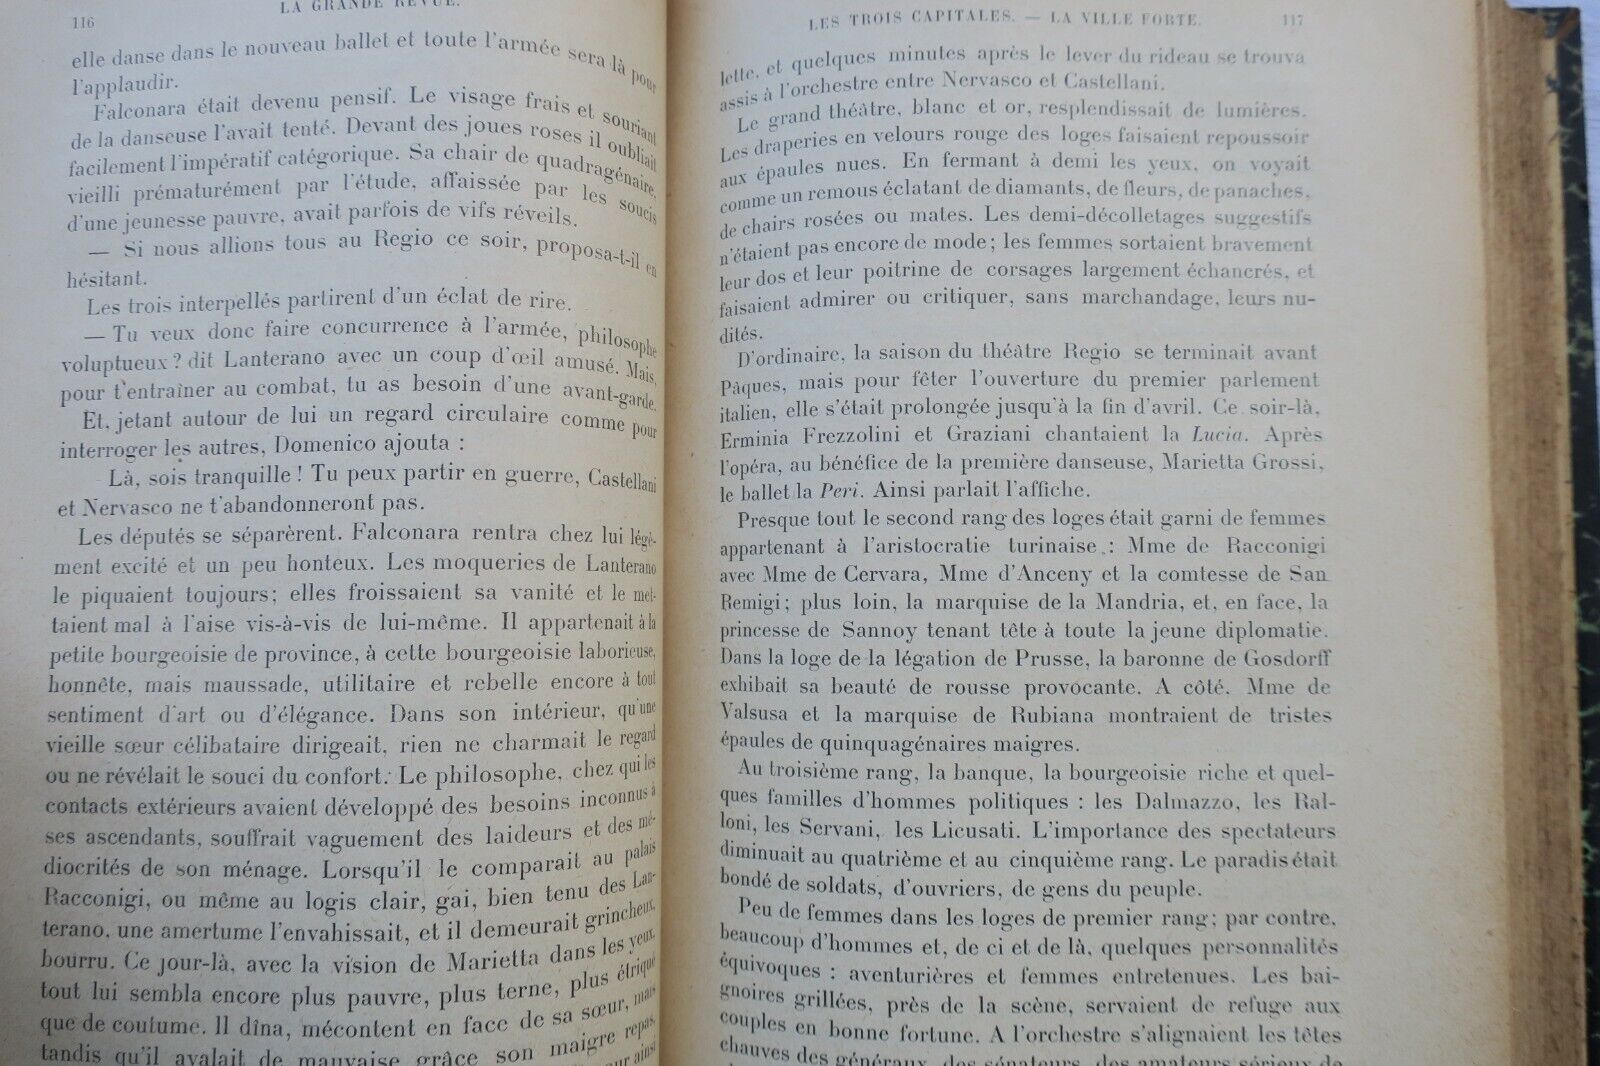 116
LA GRANDE REVUE.
elle danse dans le nouveau ballet et toute l'armée sera là pour
l'applaudir.
Falconara était devenu pensif. Le visage frais et souriant
de la danseuse l'avait tenté. Devant des joues roses il oubliait
facilement l'impératif catégorique. Sa chair de quadragénaire,
vieilli prématurément par l'étude, affaissée par les soucis
d'une jeunesse pauvre, avait parfois de vifs réveils.
— Si nous allions tous au Regio ce soir, proposa-t-il en
hésitant.
Les trois interpellés partirent d'un éclat de rire.
— Tu veux donc faire concurrence à l'armée, philosophe
voluptueux? dit Lanterano avec un coup d'œil amusé. Mais,
pour t'entraîner au combat, tu as besoin d'une avant-garde.
Et, jetant autour de lui un regard circulaire comme pour
interroger les autres, Domenico ajouta :
Là, sois tranquille! Tu peux partir en guerre, Castellani
et Nervasco ne t'abandonneront pas.
Les députés se séparèrent. Falconara rentra chez lui légè-
ment excité et un peu honteux. Les moqueries de Lanterano
le piquaient toujours; elles froissaient sa vanité et le met-
taient mal à l'aise vis-à-vis de lui-même. Il appartenait à la
petite bourgeoisie de province, à cette bourgeoisie laborieuse,
honnête, mais maussade, utilitaire et rebelle encore à tout
sentiment d'art ou d'élégance. Dans son intérieur, qu'une
vieille sœur célibataire dirigeait, rien ne charmait le regard
ou ne révélait le souci du confort. Le philosophe, chez qui les
contacts extérieurs avaient développé des besoins inconnus à
ses ascendants, souffrait vaguement des laideurs et des mé-
diocrités de son ménage. Lorsqu'il le comparait au palais
Racconigi, ou même au logis clair, gai, bien tenu des Lan-
terano, une amertume l'envahissait, et il demeurait grincheux,
bourru. Ce jour-là, avec la vision de Marietta dans les yeux,
tout lui sembla encore plus pauvre, plus terne, plus étriqué
que de coutume. Il dîna, mécontent en face de sa sœur, mais
tandis qu'il avalait de mauvaise grâce son maigre repas,
ainsi
LES TROIS CAPITALES. — LA VILLE FORTE.
117
lette, et quelques minutes après le lever du rideau se trouva
assis à l'orchestre entre Nervasco et Castellani.
Le grand théâtre, blanc et or, resplendissait de lumières.
Les draperies en velours rouge des loges faisaient repoussoir
aux épaules nues. En fermant à demi les yeux, on voyait
comme un remous éclatant de diamants, de fleurs, de panaches,
de chairs rosées ou mates. Les demi-décolletages suggestifs
n'étaient pas encore de mode; les femmes sortaient bravement
leur dos et leur poitrine de corsages largement échancrés, et
faisaient admirer ou critiquer, sans marchandage, leurs nu-
dités.
D'ordinaire, la saison du théâtre Regio se terminait avant
Pâques, mais pour fêter l'ouverture du premier parlement
italien, elle s'était prolongée jusqu'à la fin d'avril. Ce soir-là,
Erminia Frezzolini et Graziani chantaient la Lucia. Après
l'opéra, au bénéfice de la première danseuse, Marietta Grossi,
le ballet la Peri. Ainsi parlait l'affiche.
Presque tout le second rang des loges était garni de femmes
appartenant à l'aristocratie turinaise : Mme de Racconigi
avec Mme de Cervara, Mme d'Anceny et la comtesse de San
Remigi; plus loin, la marquise de la Mandria, et, en face, la
princesse de Sannoy tenant tête à toute la jeune diplomatie.
Dans la loge de la légation de Prusse, la baronne de Gosdorff
exhibait sa beauté de rousse provocante. A côté, Mme de
Valsusa et la marquise de Rubiana montraient de tristes
épaules de quinquagénaires maigres.
Au troisième rang, la banque, la bourgeoisie riche et quel-
ques familles d'hommes politiques : les Dalmazzo, les Ral-
loni, les Servani, les Licusati. L'importance des spectateurs
diminuait au quatrième et au cinquième rang. Le paradis était
bondé de soldats, d'ouvriers, de gens du peuple.
Peu de femmes dans les loges de premier rang; par contre,
beaucoup d'hommes et, de ci et de là, quelques personnalités
équivoques : aventurières et femmes entretenues. Les bai-
gnoires grillées, près de la scène, servaient de refuge aux
couples en bonne fortune. A l'orchestre s'alignaient les têtes
chauves des généraux, des sénateurs, des amateurs sérieux de